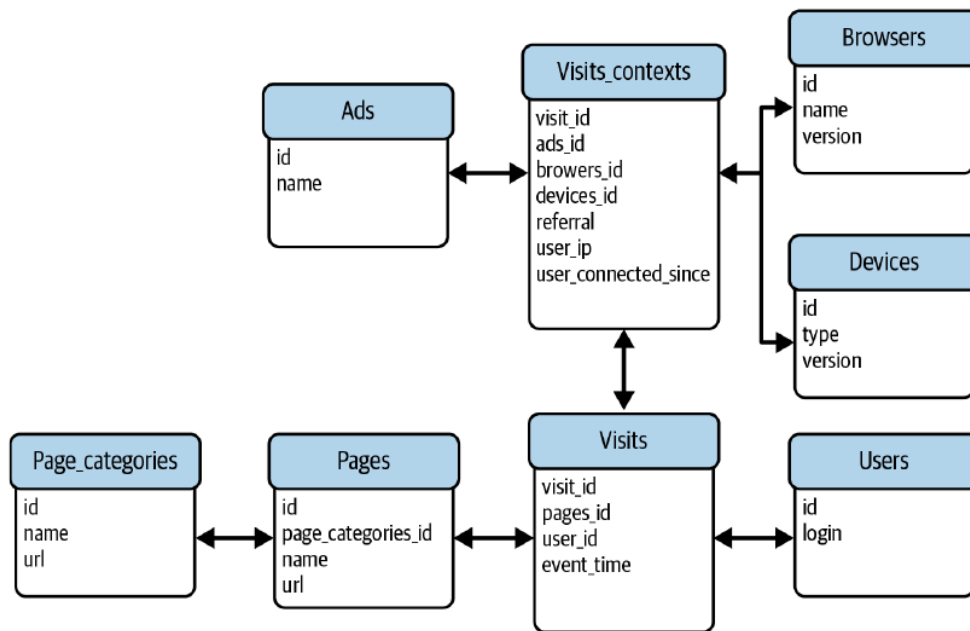 Ads
id
name
Visits_contexts
visit_id
ads_id
browers_id
devices_id
referral
user_ip
user_connected_since
Browsers
id
name
version
Devices
id
type
version
Page_categories
id
name
url
Pages
id
page_categories_id
name
url
Visits
visit_id
pages_id
user_id
event_time
Users
id
login